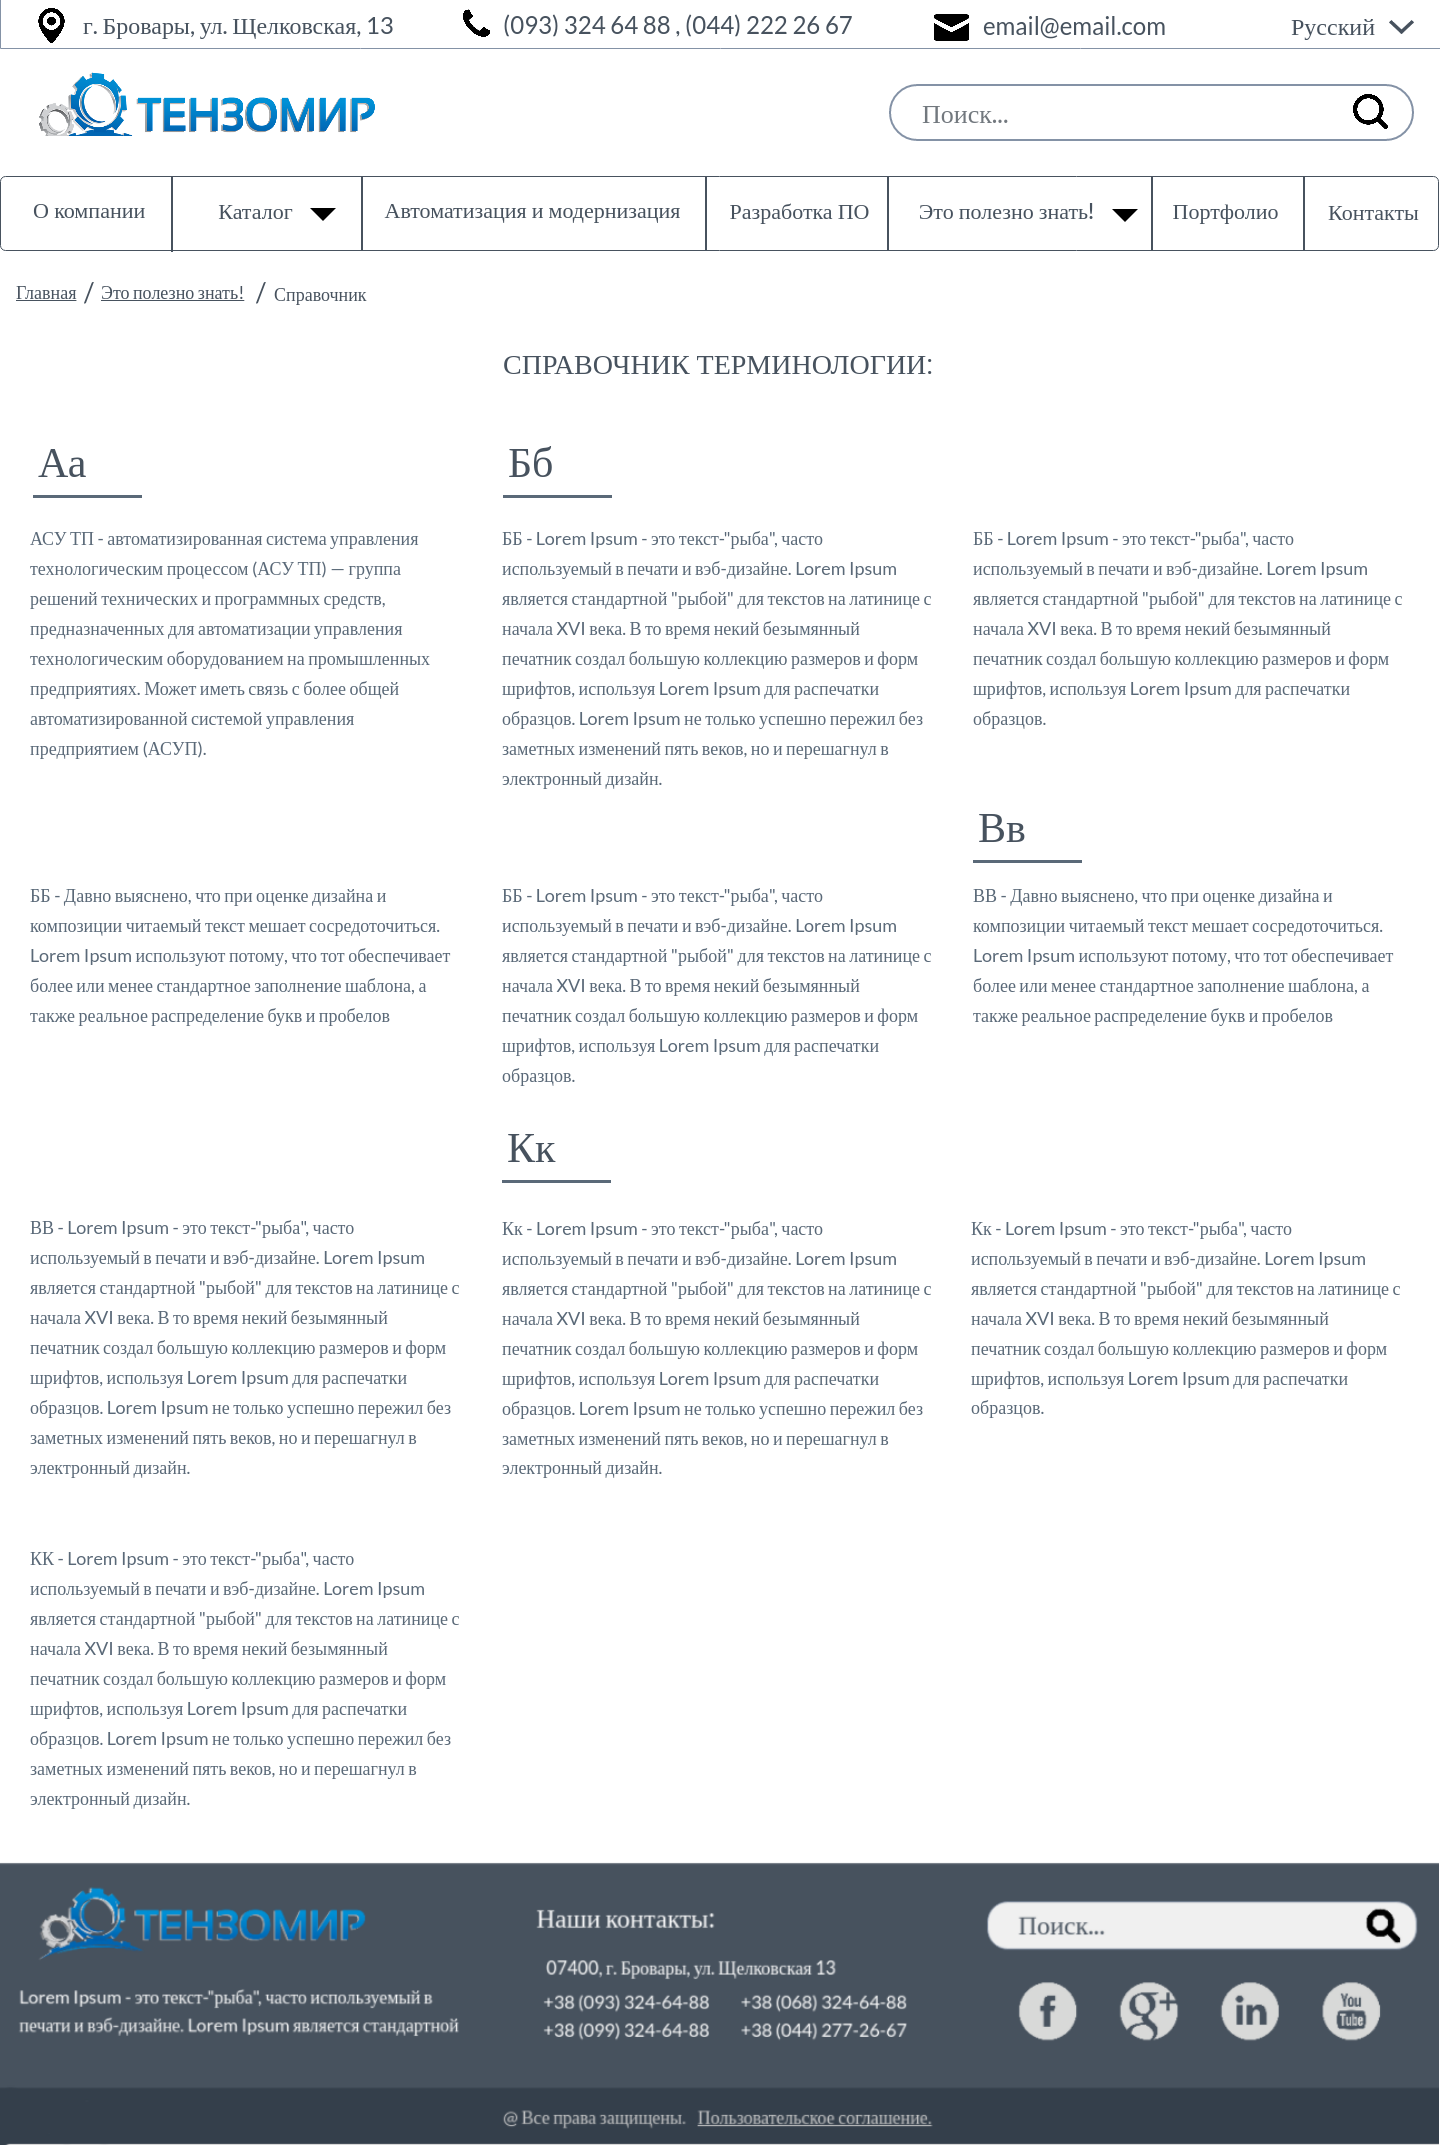 г. Бровары, ул. Щелковская, 13
(093) 324 64 88 , (044) 222 26 67
email@email.com
Русский
ТЕНЗОМИР
Поиск...
О компании
Каталог
Автоматизация и модернизация
Разработка ПО
Это полезно знать!
Портфолио
Контакты
Главная / Это полезно знать! / Справочник
СПРАВОЧНИК ТЕРМИНОЛОГИИ:
Аа
АСУ ТП - автоматизированная система управления
технологическим процессом (АСУ ТП) — группа
решений технических и программных средств,
предназначенных для автоматизации управления
технологическим оборудованием на промышленных
предприятиях. Может иметь связь с более общей
автоматизированной системой управления
предприятием (АСУП).
Бб
ББ - Lorem Ipsum - это текст-"рыба", часто
используемый в печати и вэб-дизайне. Lorem Ipsum
является стандартной "рыбой" для текстов на латинице с
начала XVI века. В то время некий безымянный
печатник создал большую коллекцию размеров и форм
шрифтов, используя Lorem Ipsum для распечатки
образцов. Lorem Ipsum не только успешно пережил без
заметных изменений пять веков, но и перешагнул в
электронный дизайн.
ББ - Lorem Ipsum - это текст-"рыба", часто
используемый в печати и вэб-дизайне. Lorem Ipsum
является стандартной "рыбой" для текстов на латинице с
начала XVI века. В то время некий безымянный
печатник создал большую коллекцию размеров и форм
шрифтов, используя Lorem Ipsum для распечатки
образцов.
ББ - Давно выяснено, что при оценке дизайна и
композиции читаемый текст мешает сосредоточиться.
Lorem Ipsum используют потому, что тот обеспечивает
более или менее стандартное заполнение шаблона, а
также реальное распределение букв и пробелов
ББ - Lorem Ipsum - это текст-"рыба", часто
используемый в печати и вэб-дизайне. Lorem Ipsum
является стандартной "рыбой" для текстов на латинице с
начала XVI века. В то время некий безымянный
печатник создал большую коллекцию размеров и форм
шрифтов, используя Lorem Ipsum для распечатки
образцов.
Вв
ВВ - Давно выяснено, что при оценке дизайна и
композиции читаемый текст мешает сосредоточиться.
Lorem Ipsum используют потому, что тот обеспечивает
более или менее стандартное заполнение шаблона, а
также реальное распределение букв и пробелов
ВВ - Lorem Ipsum - это текст-"рыба", часто
используемый в печати и вэб-дизайне. Lorem Ipsum
является стандартной "рыбой" для текстов на латинице с
начала XVI века. В то время некий безымянный
печатник создал большую коллекцию размеров и форм
шрифтов, используя Lorem Ipsum для распечатки
образцов. Lorem Ipsum не только успешно пережил без
заметных изменений пять веков, но и перешагнул в
электронный дизайн.
Кк
Кк - Lorem Ipsum - это текст-"рыба", часто
используемый в печати и вэб-дизайне. Lorem Ipsum
является стандартной "рыбой" для текстов на латинице с
начала XVI века. В то время некий безымянный
печатник создал большую коллекцию размеров и форм
шрифтов, используя Lorem Ipsum для распечатки
образцов. Lorem Ipsum не только успешно пережил без
заметных изменений пять веков, но и перешагнул в
электронный дизайн.
Кк - Lorem Ipsum - это текст-"рыба", часто
используемый в печати и вэб-дизайне. Lorem Ipsum
является стандартной "рыбой" для текстов на латинице с
начала XVI века. В то время некий безымянный
печатник создал большую коллекцию размеров и форм
шрифтов, используя Lorem Ipsum для распечатки
образцов.
КК - Lorem Ipsum - это текст-"рыба", часто
используемый в печати и вэб-дизайне. Lorem Ipsum
является стандартной "рыбой" для текстов на латинице с
начала XVI века. В то время некий безымянный
печатник создал большую коллекцию размеров и форм
шрифтов, используя Lorem Ipsum для распечатки
образцов. Lorem Ipsum не только успешно пережил без
заметных изменений пять веков, но и перешагнул в
электронный дизайн.
ТЕНЗОМИР
Lorem Ipsum - это текст-"рыба", часто используемый в
печати и вэб-дизайне. Lorem Ipsum является стандартной
Наши контакты:
07400, г. Бровары, ул. Щелковская 13
+38 (093) 324-64-88 +38 (068) 324-64-88
+38 (099) 324-64-88 +38 (044) 277-26-67
Поиск...
f g+ in You Tube
@ Все права защищены. Пользовательское соглашение.